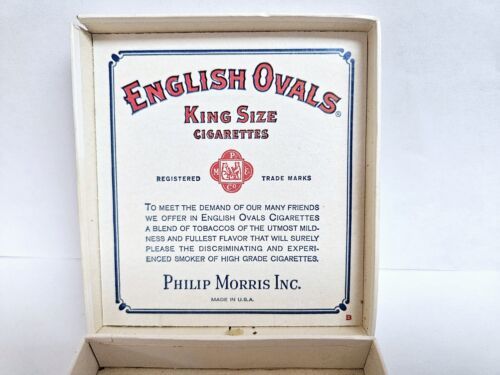 ENGLISH OVALS®
KING SIZE
CIGARETTES
REGISTERED P M & Co TRADE MARKS
TO MEET THE DEMAND OF OUR MANY FRIENDS
WE OFFER IN ENGLISH OVALS CIGARETTES
A BLEND OF TOBACCOS OF THE UTMOST MILD-
NESS AND FULLEST FLAVOR THAT WILL SURELY
PLEASE THE DISCRIMINATING AND EXPERI-
ENCED SMOKER OF HIGH GRADE CIGARETTES.
PHILIP MORRIS INC.
MADE IN U.S.A.
B